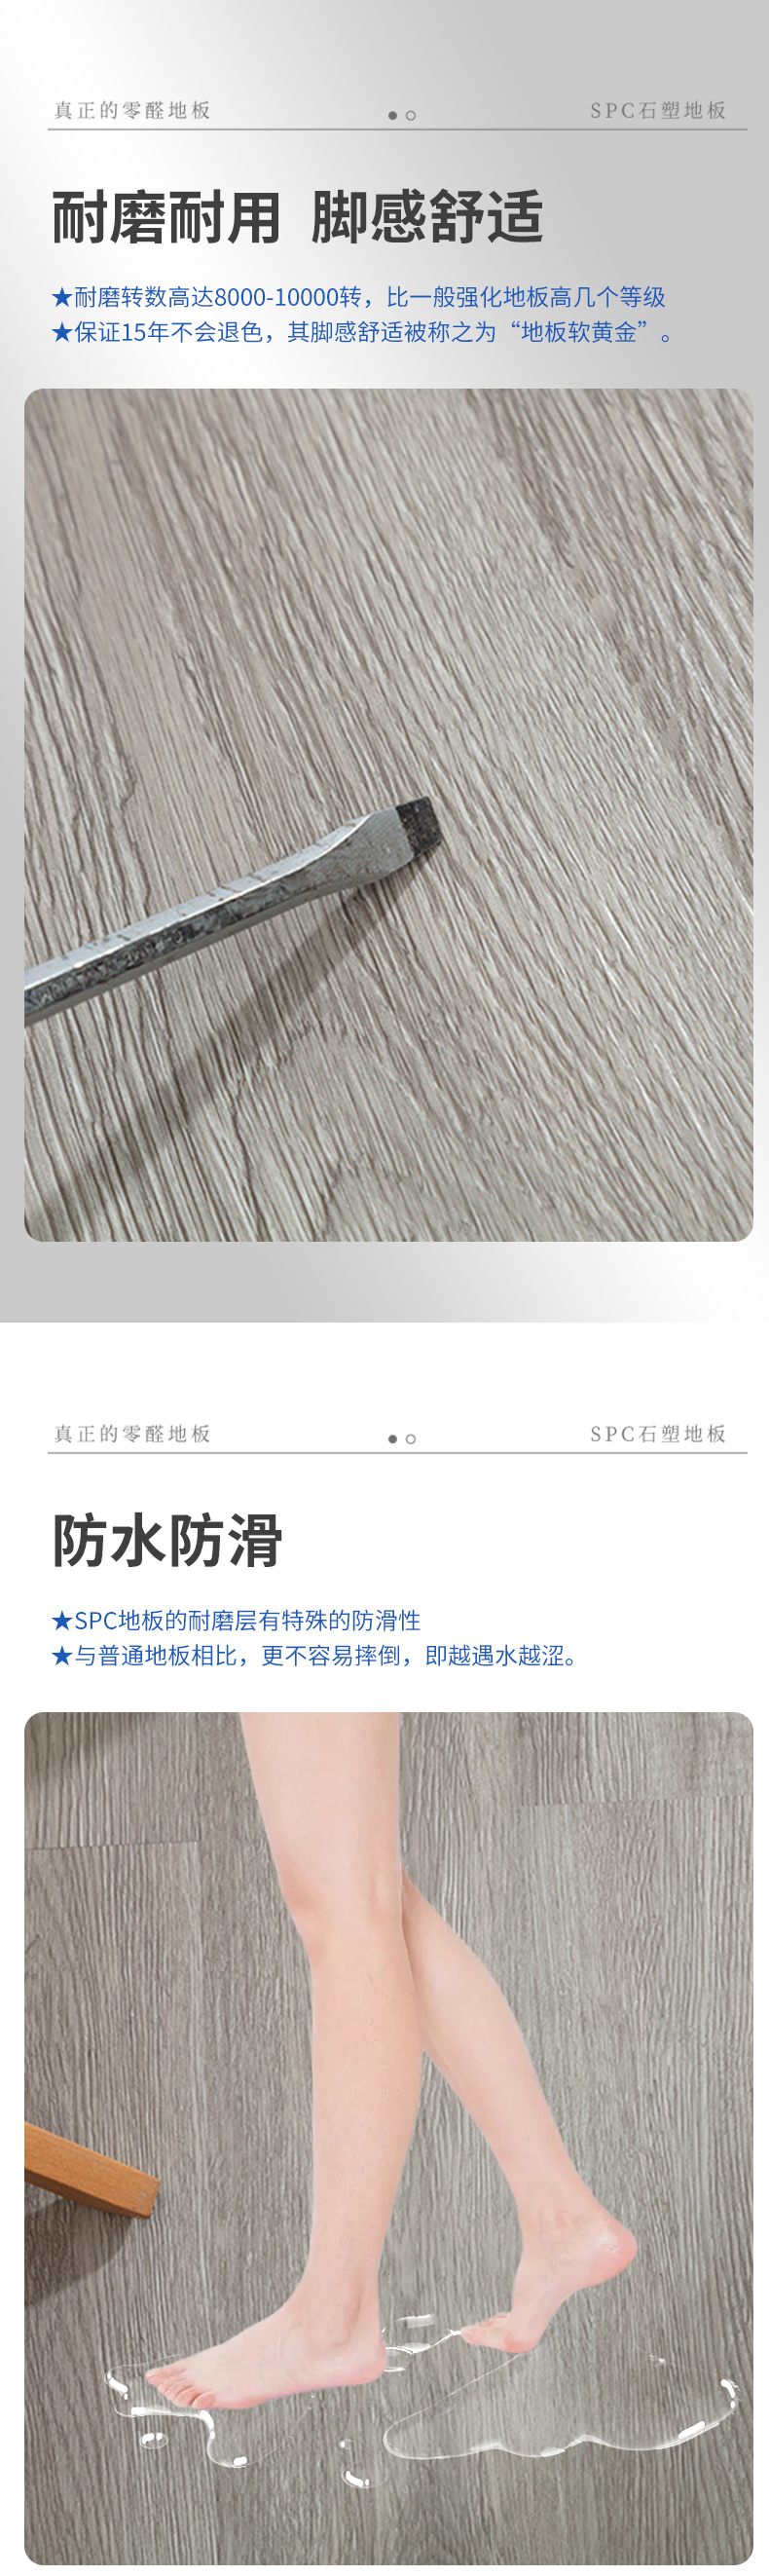 真正的零醛地板
SPC石塑地板
耐磨耐用 脚感舒适
★耐磨转数高达8000-10000转，比一般强化地板高几个等级
★保证15年不会退色，其脚感舒适被称之为“地板软黄金”。
真正的零醛地板
SPC石塑地板
防水防滑
★SPC地板的耐磨层有特殊的防滑性
★与普通地板相比，更不容易摔倒，即越遇水越涩。